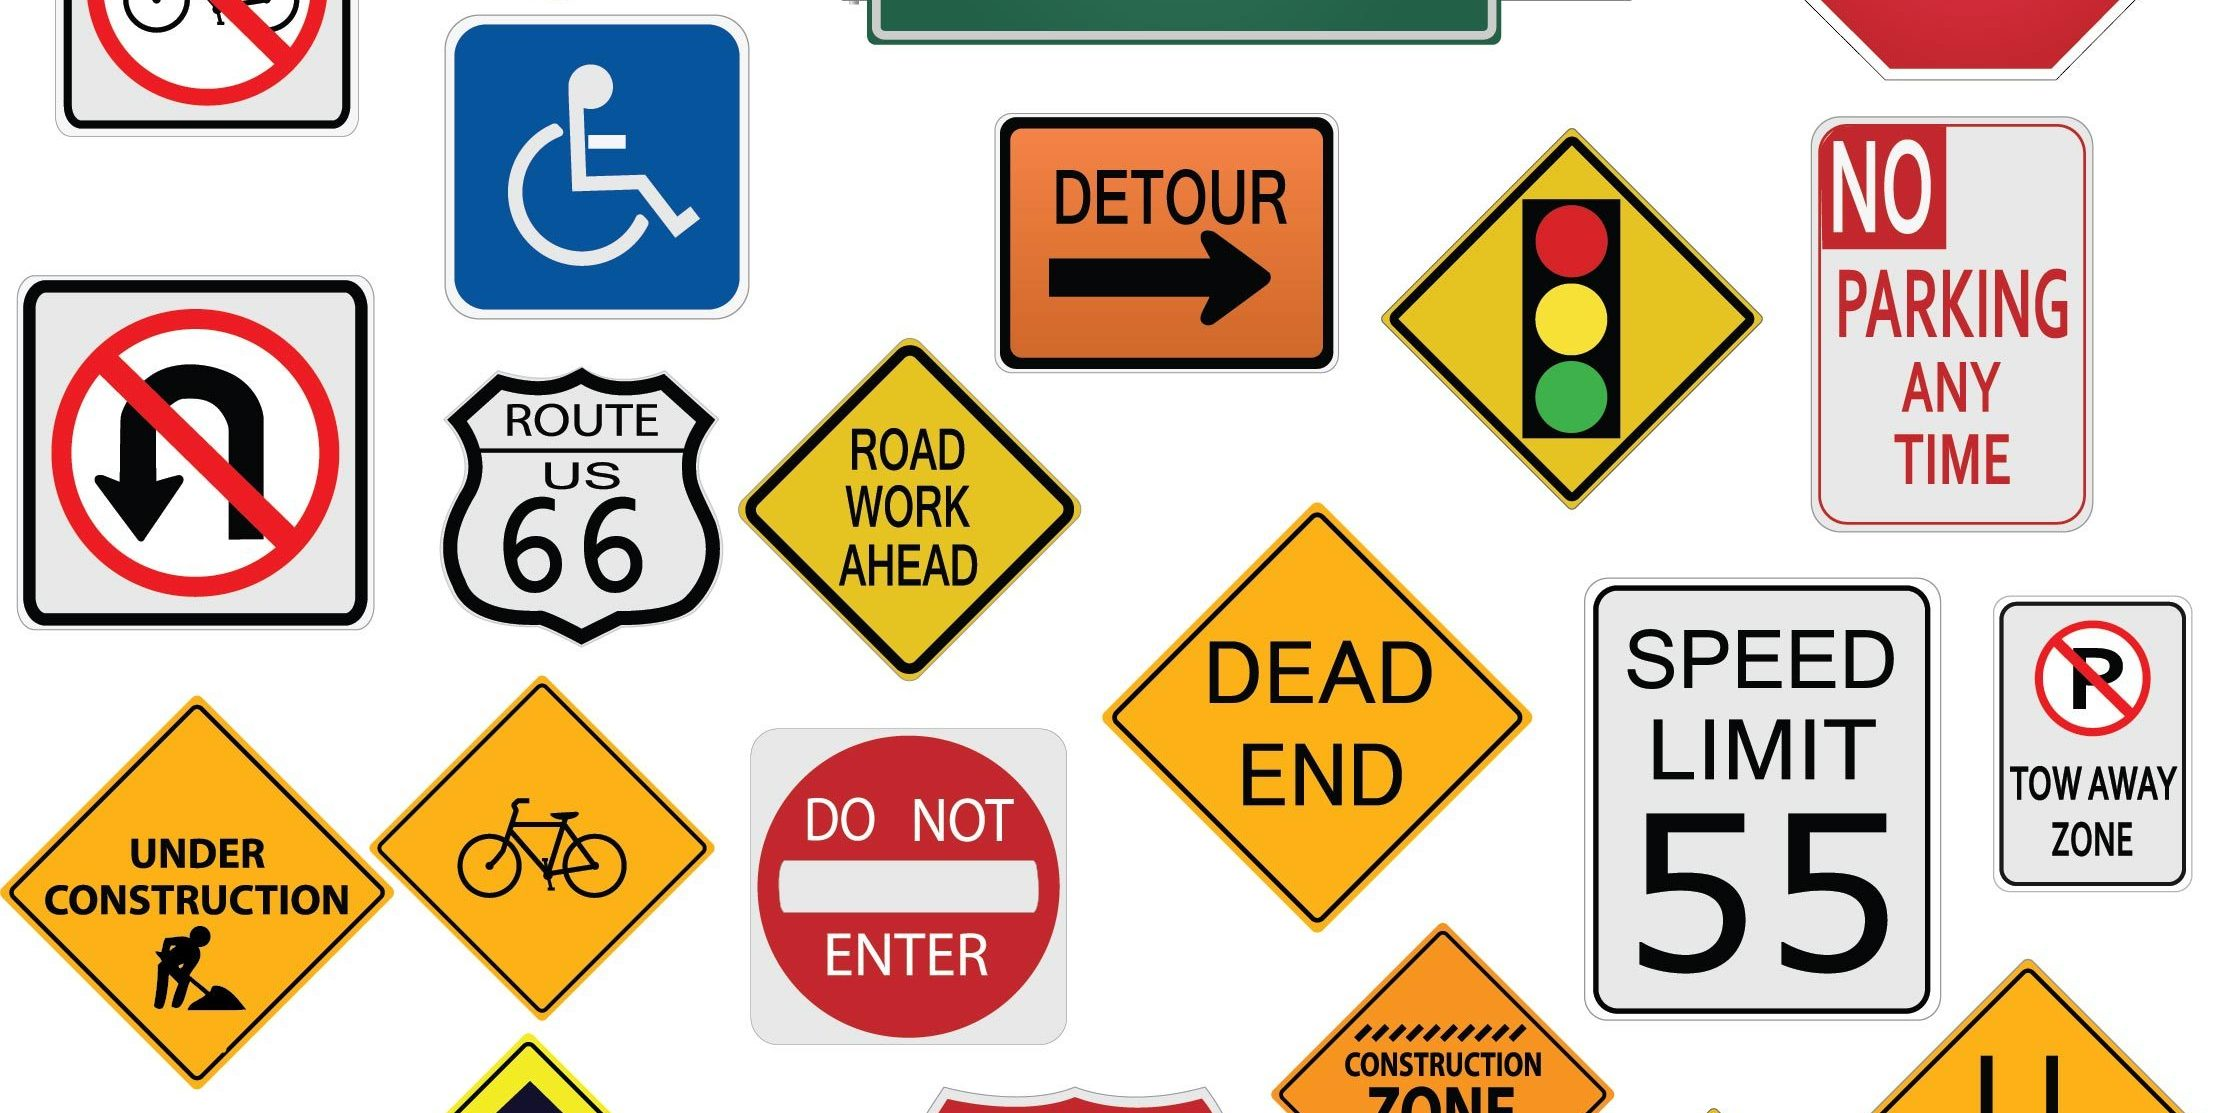 DETOUR
NO
PARKING
ANY
TIME
ROUTE
US
66
ROAD
WORK
AHEAD
DEAD
END
SPEED
LIMIT
55
P
TOW AWAY
ZONE
UNDER
CONSTRUCTION
DO NOT
ENTER
CONSTRUCTION
ZONE